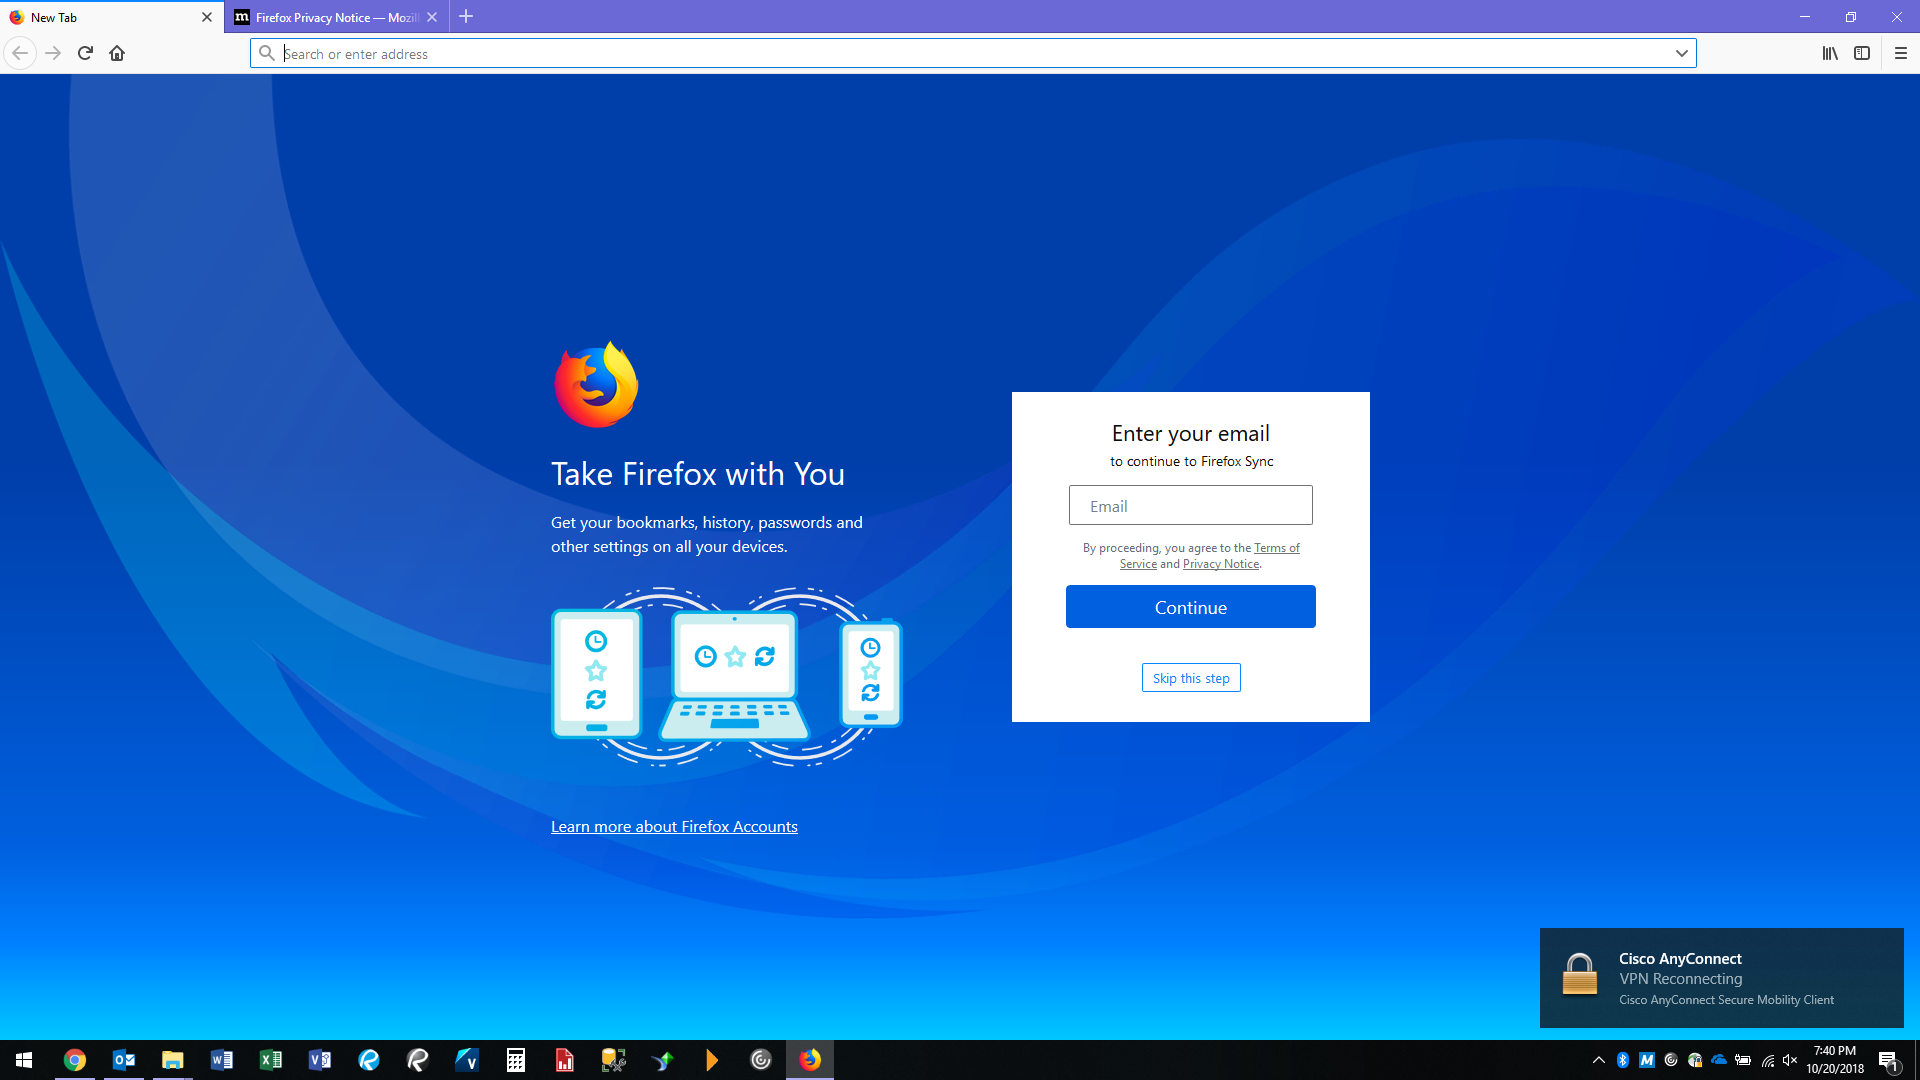 New Tab
Firefox Privacy Notice — Mozil
Search or enter address
Take Firefox with You
Get your bookmarks, history, passwords and
other settings on all your devices.
Learn more about Firefox Accounts
Enter your email
to continue to Firefox Sync
Email
By proceeding, you agree to the Terms of
Service and Privacy Notice.
Continue
Skip this step
Cisco AnyConnect
VPN Reconnecting
Cisco AnyConnect Secure Mobility Client
7:40 PM
10/20/2018
1